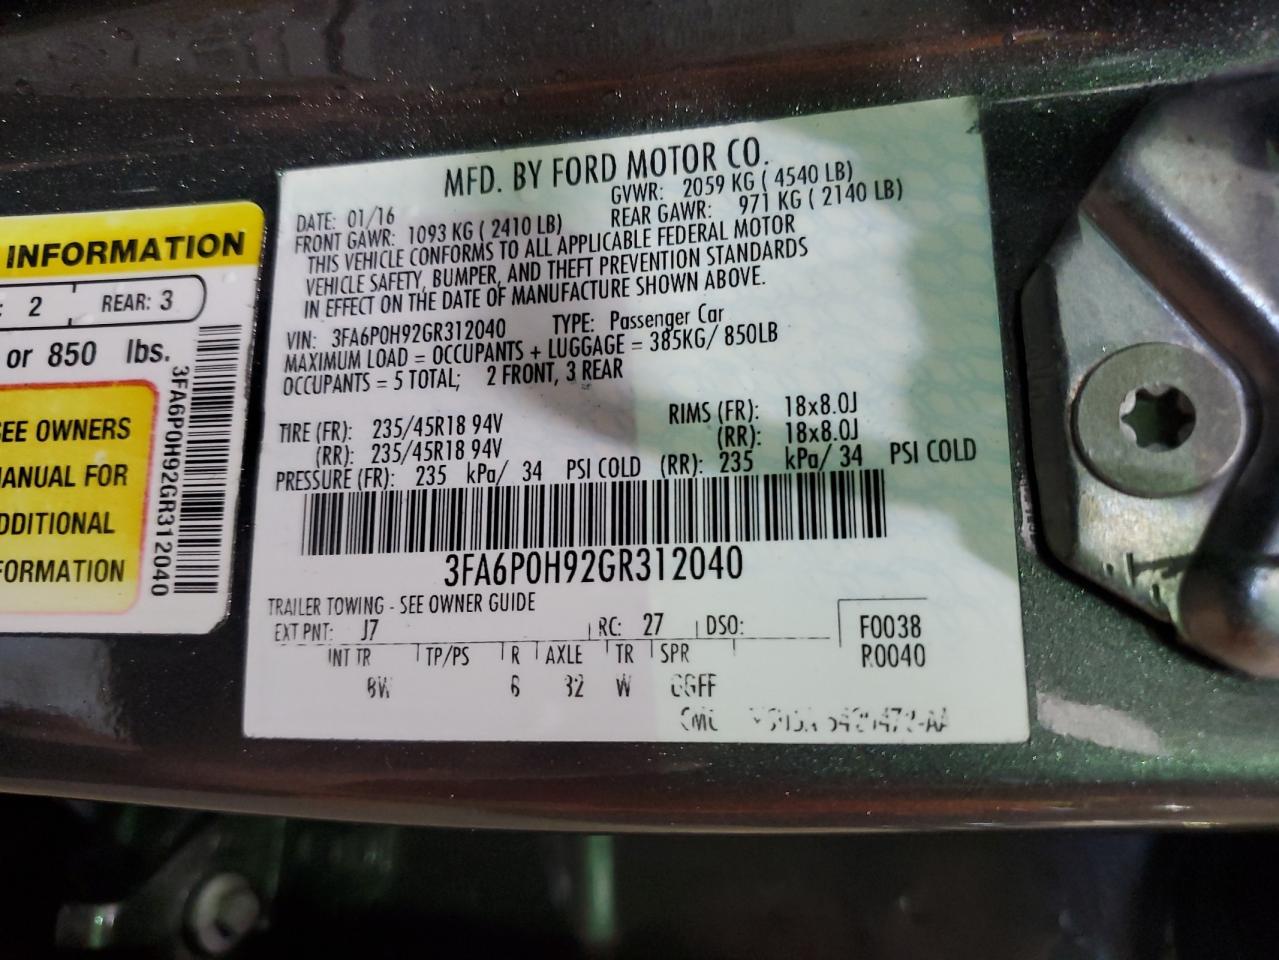 INFORMATION
: 2 REAR: 3
or 850 lbs.
SEE OWNERS
MANUAL FOR
ADDITIONAL
INFORMATION
3FA6P0H92GR312040
MFD. BY FORD MOTOR CO.
DATE: 01/16 GVWR: 2059 KG ( 4540 LB)
FRONT GAWR: 1093 KG ( 2410 LB) REAR GAWR: 971 KG ( 2140 LB)
THIS VEHICLE CONFORMS TO ALL APPLICABLE FEDERAL MOTOR
VEHICLE SAFETY, BUMPER, AND THEFT PREVENTION STANDARDS
IN EFFECT ON THE DATE OF MANUFACTURE SHOWN ABOVE.
VIN: 3FA6P0H92GR312040 TYPE: Passenger Car
MAXIMUM LOAD = OCCUPANTS + LUGGAGE = 385KG/ 850LB
OCCUPANTS = 5 TOTAL; 2 FRONT, 3 REAR
TIRE (FR): 235/45R18 94V RIMS (FR): 18x8.0J
(RR): 235/45R18 94V (RR): 18x8.0J
PRESSURE (FR): 235 kPa/ 34 PSI COLD (RR): 235 kPa/ 34 PSI COLD
3FA6P0H92GR312040
TRAILER TOWING - SEE OWNER GUIDE
EXT PNT: J7 RC: 27 DSO: F0038
INT TR TP/PS R AXLE TR SPR R0040
8W 6 32 W GGFF